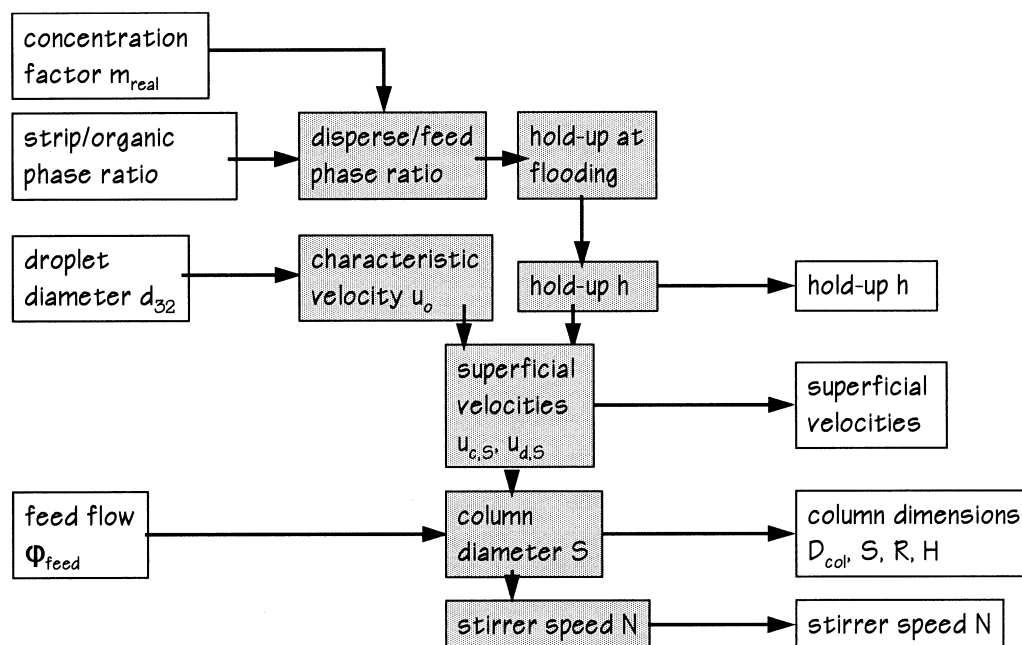 concentration
factor m_real
strip/organic
phase ratio
disperse/feed
phase ratio
hold-up at
flooding
droplet
diameter d_32
characteristic
velocity u_o
hold-up h
hold-up h
superficial
velocities
u_c,S, u_d,S
superficial
velocities
feed flow
φ_feed
column
diameter S
column dimensions
D_col, S, R, H
stirrer speed N
stirrer speed N